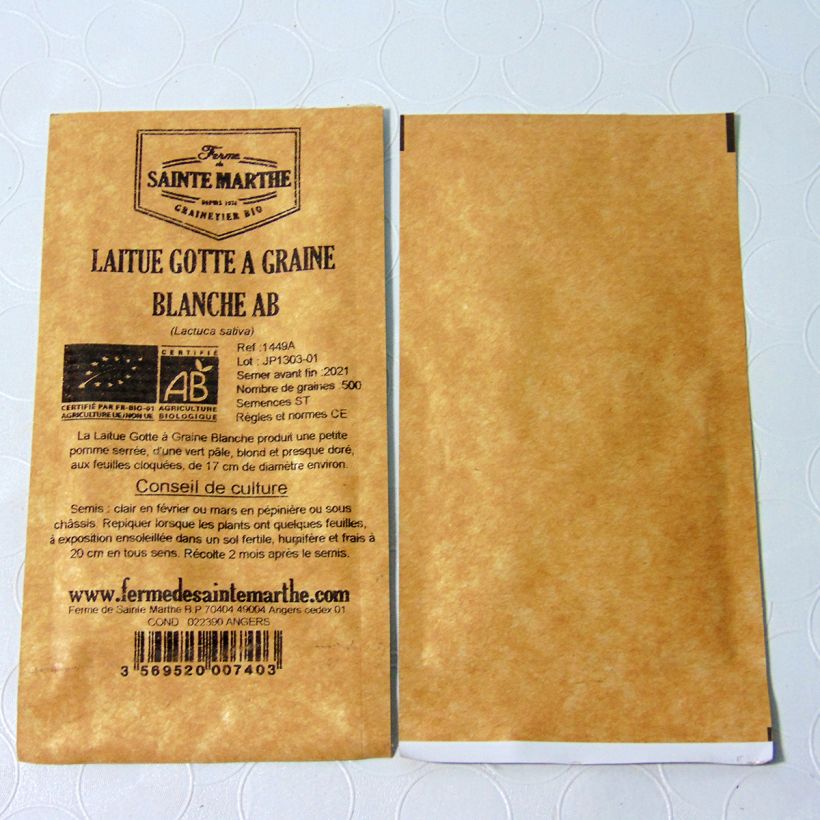 Ferme
de
SAINTE MARTHE
DEPUIS 1974
GRAINETIER BIO
LAITUE GOTTE A GRAINE
BLANCHE AB
(Lactuca sativa)
CERTIFIÉ
AB
CERTIFIÉ PAR FR-BIO-01
AGRICULTURE UE/NON UE
AGRICULTURE
BIOLOGIQUE
Ref :1449A
Lot : JP1303-01
Semer avant fin :2021
Nombre de graines :500
Semences ST
Règles et normes CE
La Laitue Gotte à Graine Blanche produit une petite
pomme serrée, d'une vert pâle, blond et presque doré,
aux feuilles cloquées, de 17 cm de diamètre environ.
Conseil de culture
Semis : clair en février ou mars en pépinière ou sous
châssis. Repiquer lorsque les plants ont quelques feuilles,
à exposition ensoleillée dans un sol fertile, humifère et frais à
20 cm en tous sens. Récolte 2 mois après le semis.
www.fermedesaintemarthe.com
Ferme de Sainte Marthe B.P 70404 49004 Angers cedex 01
COND 022390 ANGERS
3 569520 007403